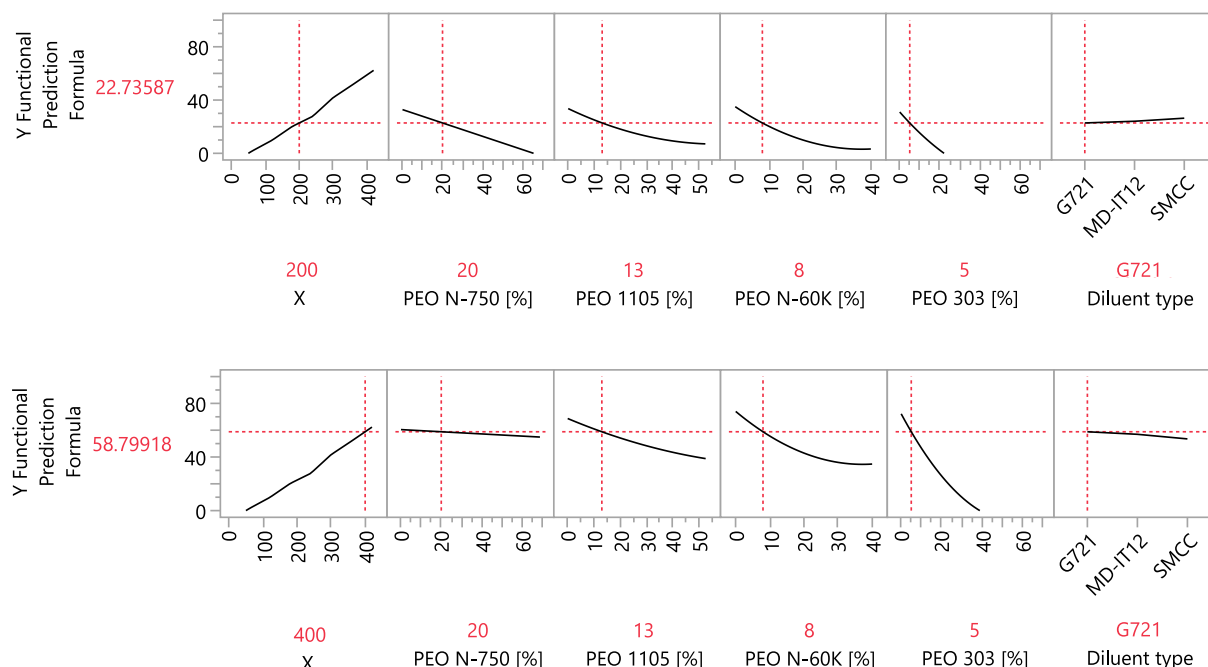 Y Functional
Prediction
Formula
22.73587
80
40
0
0 100 200 300 400
0 20 40 60
0 10 20 30 40 50
0 10 20 30 40
0 20 40 60
G721 MD-IT12 SMCC
200 20 13 8 5 G721
X PEO N-750 [%] PEO 1105 [%] PEO N-60K [%] PEO 303 [%] Diluent type
Y Functional
Prediction
Formula
58.79918
80
40
0
0 100 200 300 400
0 20 40 60
0 10 20 30 40 50
0 10 20 30 40
0 20 40 60
G721 MD-IT12 SMCC
400 20 13 8 5 G721
X PEO N-750 [%] PEO 1105 [%] PEO N-60K [%] PEO 303 [%] Diluent type